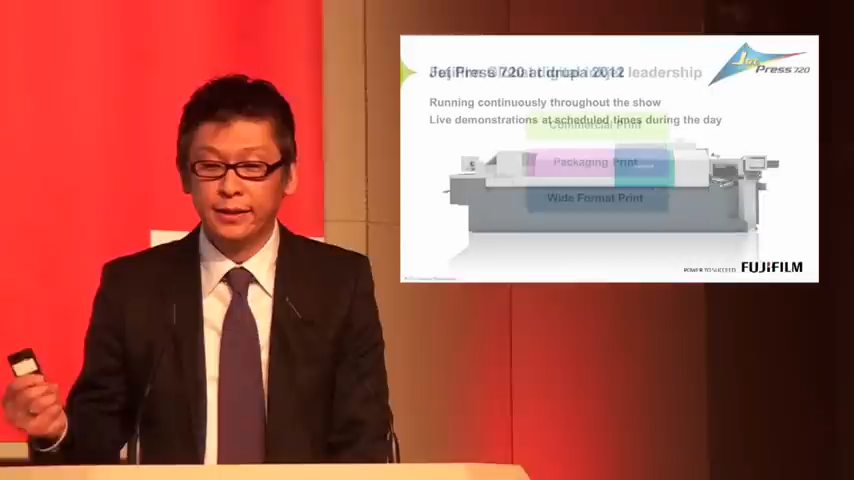 Jet Press 720 at drupa 2012
leadership
Jet Press 720
Running continuously throughout the show
Live demonstrations at scheduled times during the day
Commercial Print
Packaging Print
Wide Format Print
POWER TO SUCCEED
FUJIFILM